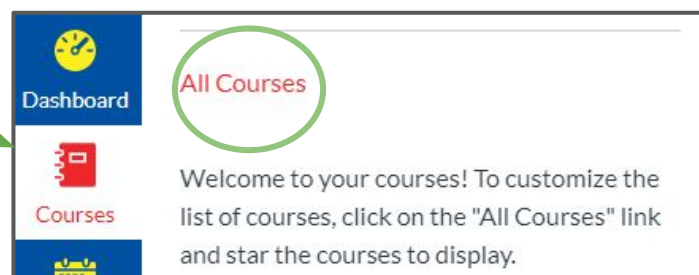 Dashboard
Courses
All Courses
Welcome to your courses! To customize the
list of courses, click on the "All Courses" link
and star the courses to display.